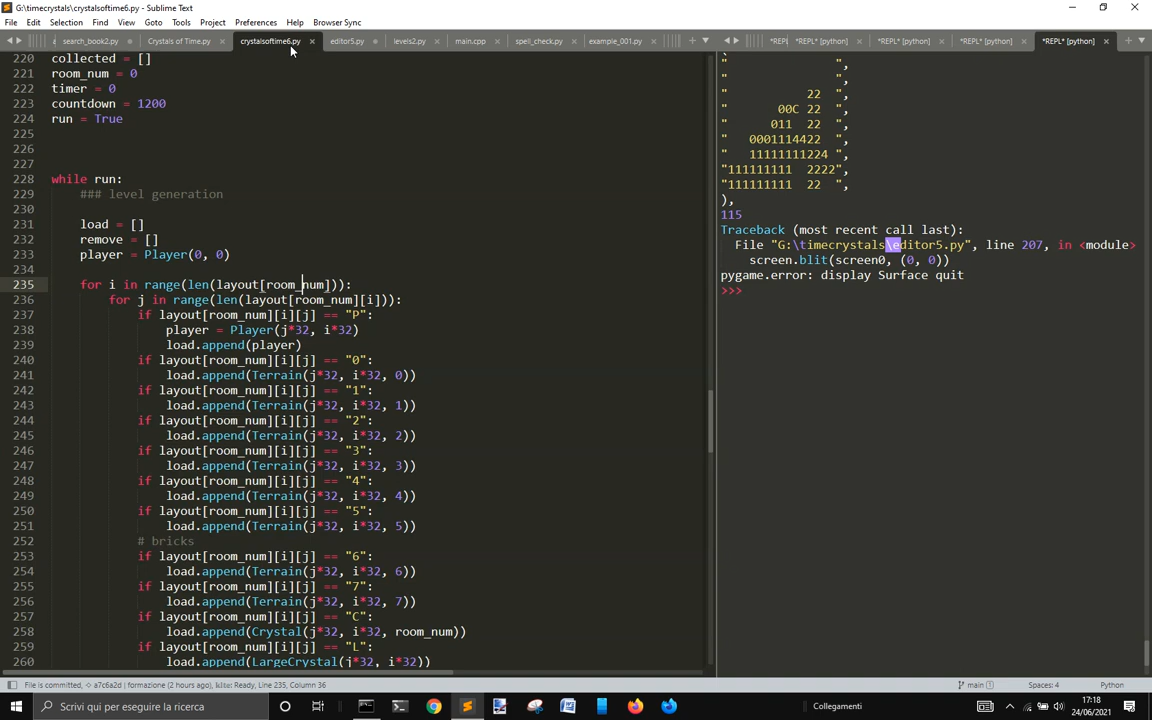 G:\timecrystals\crystalsoftime6.py - Sublime Text
File Edit Selection Find View Goto Tools Project Preferences Help Browser Sync
search_book2.py Crystals of Time.py crystalsoftime6.py editor5.py levels2.py main.cpp spell_check.py example_001.py
*REPL *REPL* [python] *REPL* [python] *REPL* [python] *REPL* [python]
220 collected = []
221 room_num = 0
222 timer = 0
223 countdown = 1200
224 run = True
225
226
227
228 while run:
229 ### level generation
230
231 load = []
232 remove = []
233 player = Player(0, 0)
234
235 for i in range(len(layout[room_num])):
236 for j in range(len(layout[room_num][i])):
237 if layout[room_num][i][j] == "P":
238 player = Player(j*32, i*32)
239 load.append(player)
240 if layout[room_num][i][j] == "0":
241 load.append(Terrain(j*32, i*32, 0))
242 if layout[room_num][i][j] == "1":
243 load.append(Terrain(j*32, i*32, 1))
244 if layout[room_num][i][j] == "2":
245 load.append(Terrain(j*32, i*32, 2))
246 if layout[room_num][i][j] == "3":
247 load.append(Terrain(j*32, i*32, 3))
248 if layout[room_num][i][j] == "4":
249 load.append(Terrain(j*32, i*32, 4))
250 if layout[room_num][i][j] == "5":
251 load.append(Terrain(j*32, i*32, 5))
252 # bricks
253 if layout[room_num][i][j] == "6":
254 load.append(Terrain(j*32, i*32, 6))
255 if layout[room_num][i][j] == "7":
256 load.append(Terrain(j*32, i*32, 7))
257 if layout[room_num][i][j] == "C":
258 load.append(Crystal(j*32, i*32, room_num))
259 if layout[room_num][i][j] == "L":
260 load.append(LargeCrystal(j*32, i*32))
"                ",
"                ",
"            22 ",
"        00C 22 ",
"       011  22 ",
"   0001114422 ",
"   11111111224 ",
"111111111  2222",
"111111111  22 ",
),
115
Traceback (most recent call last):
File "G:\timecrystals\editor5.py", line 207, in <module>
screen.blit(screen0, (0, 0))
pygame.error: display Surface quit
>>>
File is committed, a7c6a2d | formazione (2 hours ago), kite: Ready, Line 235, Column 36
main 1 Spaces: 4 Python
Scrivi qui per eseguire la ricerca
Collegamenti
17:18
24/06/2021